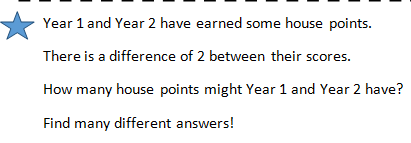 Year 1 and Year 2 have earned some house points.
There is a difference of 2 between their scores.
How many house points might Year 1 and Year 2 have?
Find many different answers!